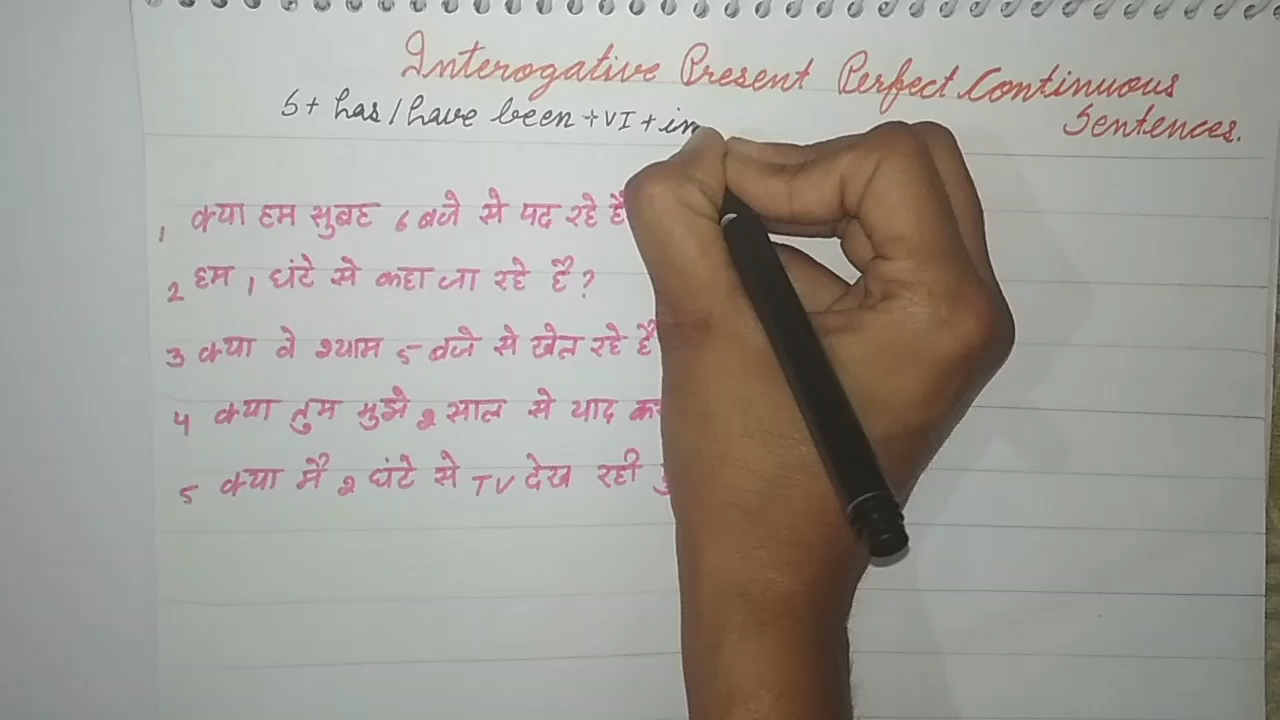 Interogative Present Perfect Continuous
Sentences.
S + has / have been + VI + in
1 क्या हम सुबह 6 बजे से पढ रहे हैं
2 हम 1 घंटे से कहा जा रहे है ?
3 क्या वे श्याम 5 बजे से खेल रहे है
4 क्या तुम मुझे 2 साल से याद कर
5 क्या मैं 2 घंटे से TV देख रही